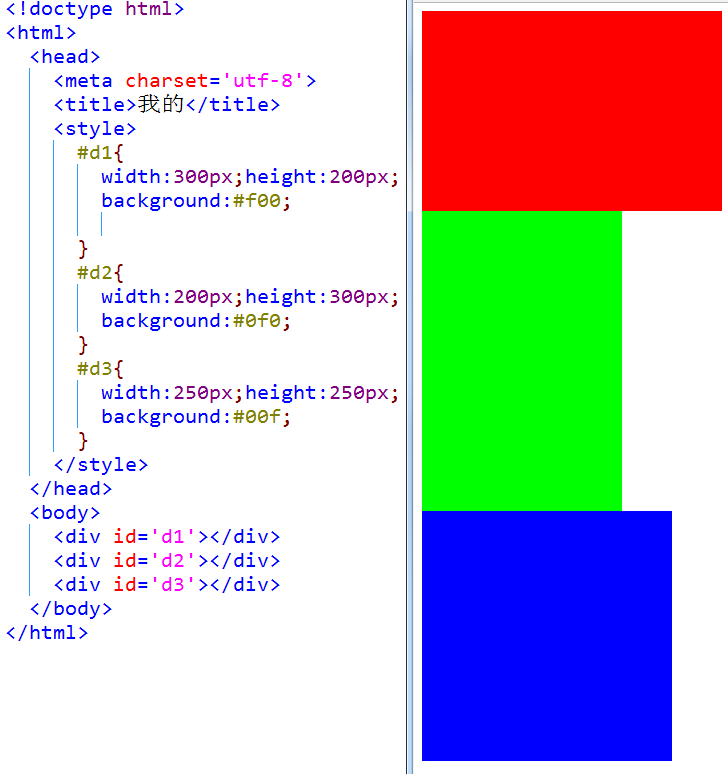 <!doctype html>
<html>
  <head>
    <meta charset='utf-8'>
    <title>我的</title>
    <style>
      #d1{
        width:300px;height:200px;
        background:#f00;
      }
      #d2{
        width:200px;height:300px;
        background:#0f0;
      }
      #d3{
        width:250px;height:250px;
        background:#00f;
      }
    </style>
  </head>
  <body>
    <div id='d1'></div>
    <div id='d2'></div>
    <div id='d3'></div>
  </body>
</html>